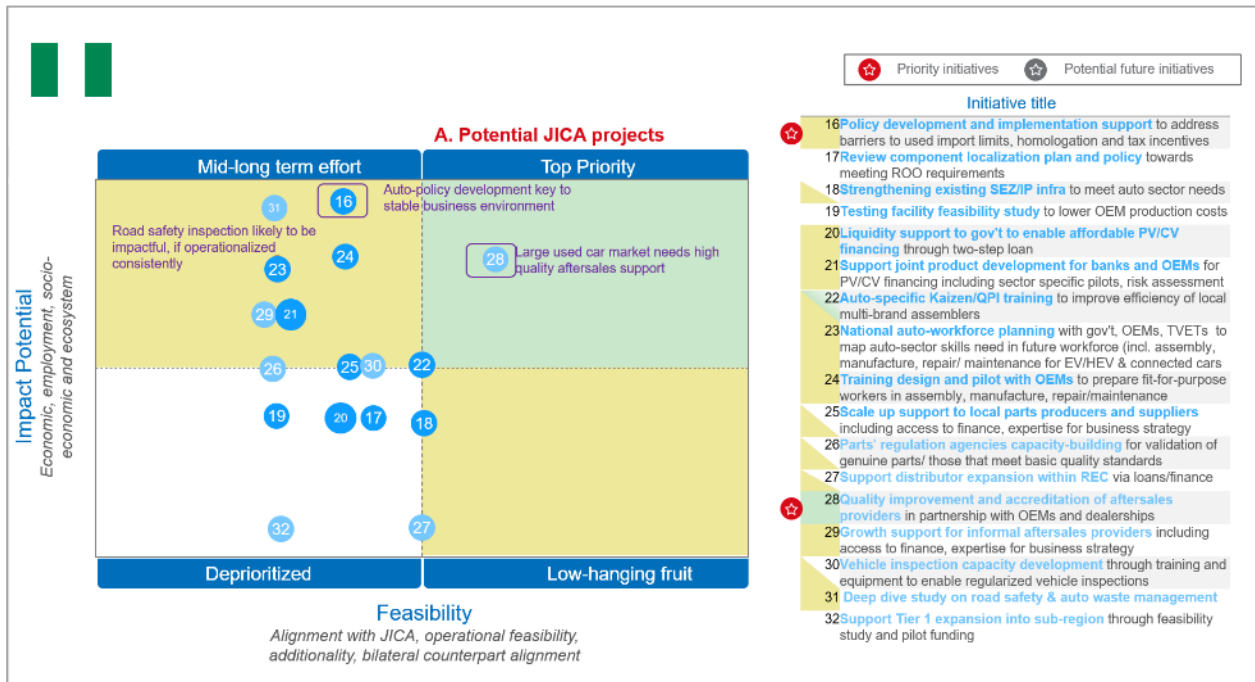 Priority initiatives
Potential future initiatives
Initiative title
A. Potential JICA projects
Mid-long term effort
Top Priority
31
16
Auto-policy development key to
stable business environment
Road safety inspection likely to be
impactful, if operationalized
consistently
23
24
28
Large used car market needs high
quality aftersales support
29
21
26
25
30
22
19
20
17
18
32
27
Deprioritized
Low-hanging fruit
Impact Potential
Economic, employment, socio-
economic and ecosystem
Feasibility
Alignment with JICA, operational feasibility,
additionality, bilateral counterpart alignment
16 Policy development and implementation support to address
barriers to used import limits, homologation and tax incentives
17 Review component localization plan and policy towards
meeting ROO requirements
18 Strengthening existing SEZ/IP infra to meet auto sector needs
19 Testing facility feasibility study to lower OEM production costs
20 Liquidity support to gov't to enable affordable PV/CV
financing through two-step loan
21 Support joint product development for banks and OEMs for
PV/CV financing including sector specific pilots, risk assessment
22 Auto-specific Kaizen/QPI training to improve efficiency of local
multi-brand assemblers
23 National auto-workforce planning with gov't, OEMs, TVETs to
map auto-sector skills need in future workforce (incl. assembly,
manufacture, repair/ maintenance for EV/HEV & connected cars
24 Training design and pilot with OEMs to prepare fit-for-purpose
workers in assembly, manufacture, repair/maintenance
25 Scale up support to local parts producers and suppliers
including access to finance, expertise for business strategy
26 Parts' regulation agencies capacity-building for validation of
genuine parts/ those that meet basic quality standards
27 Support distributor expansion within REC via loans/finance
28 Quality improvement and accreditation of aftersales
providers in partnership with OEMs and dealerships
29 Growth support for informal aftersales providers including
access to finance, expertise for business strategy
30 Vehicle inspection capacity development through training and
equipment to enable regularized vehicle inspections
31 Deep dive study on road safety & auto waste management
32 Support Tier 1 expansion into sub-region through feasibility
study and pilot funding